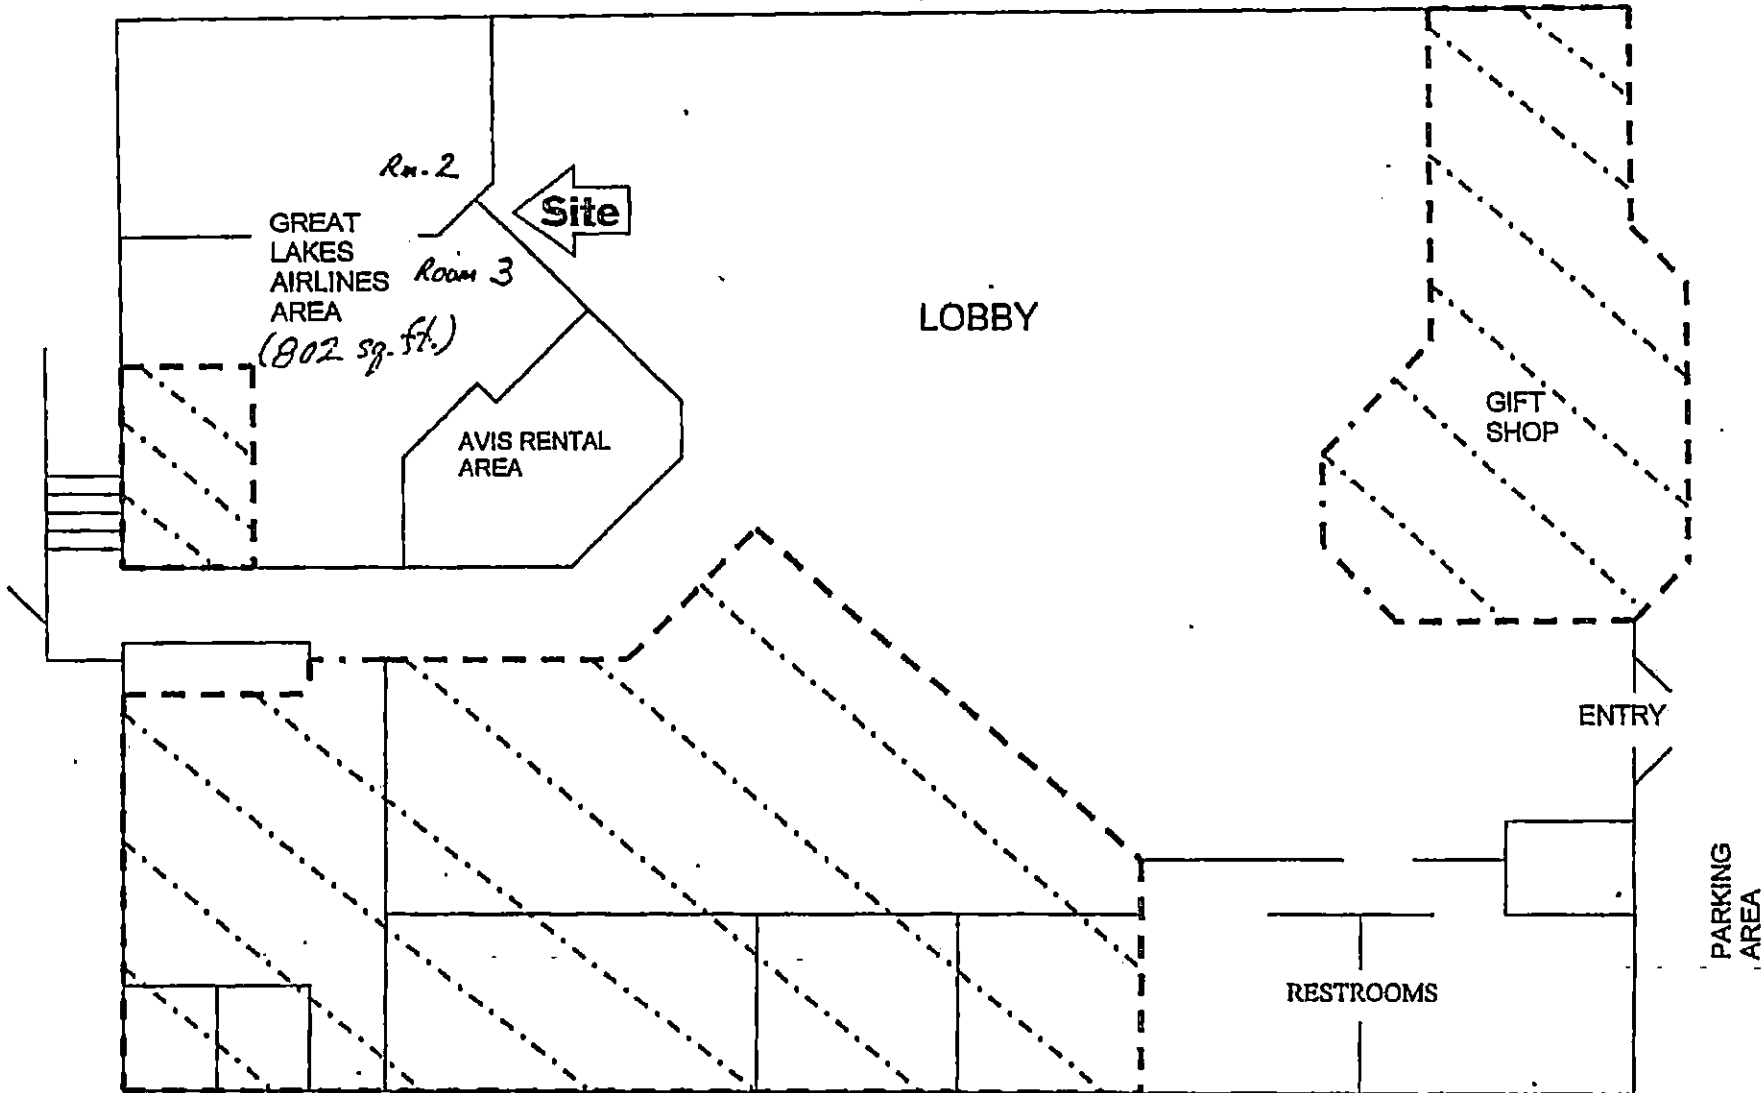 Rm. 2
Site
GREAT
LAKES
AIRLINES
AREA
(802 sq. ft.)
Room 3
LOBBY
GIFT
SHOP
AVIS RENTAL
AREA
ENTRY
PARKING
AREA
RESTROOMS